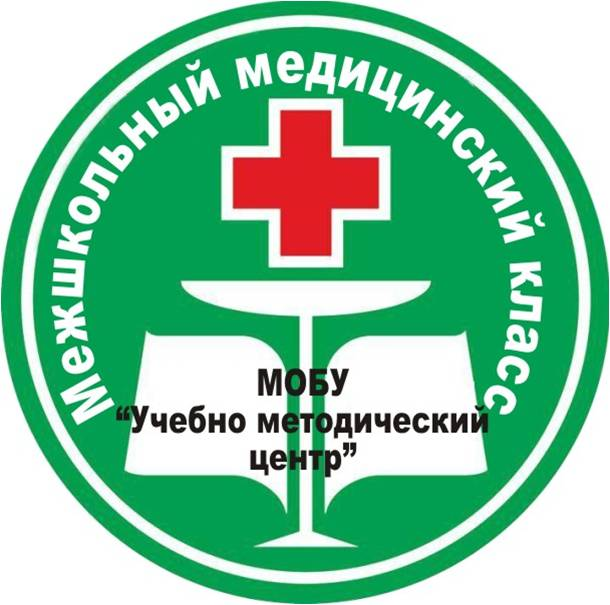 Межшкольный медицинский класс
МОБУ
“Учебно методический
центр”